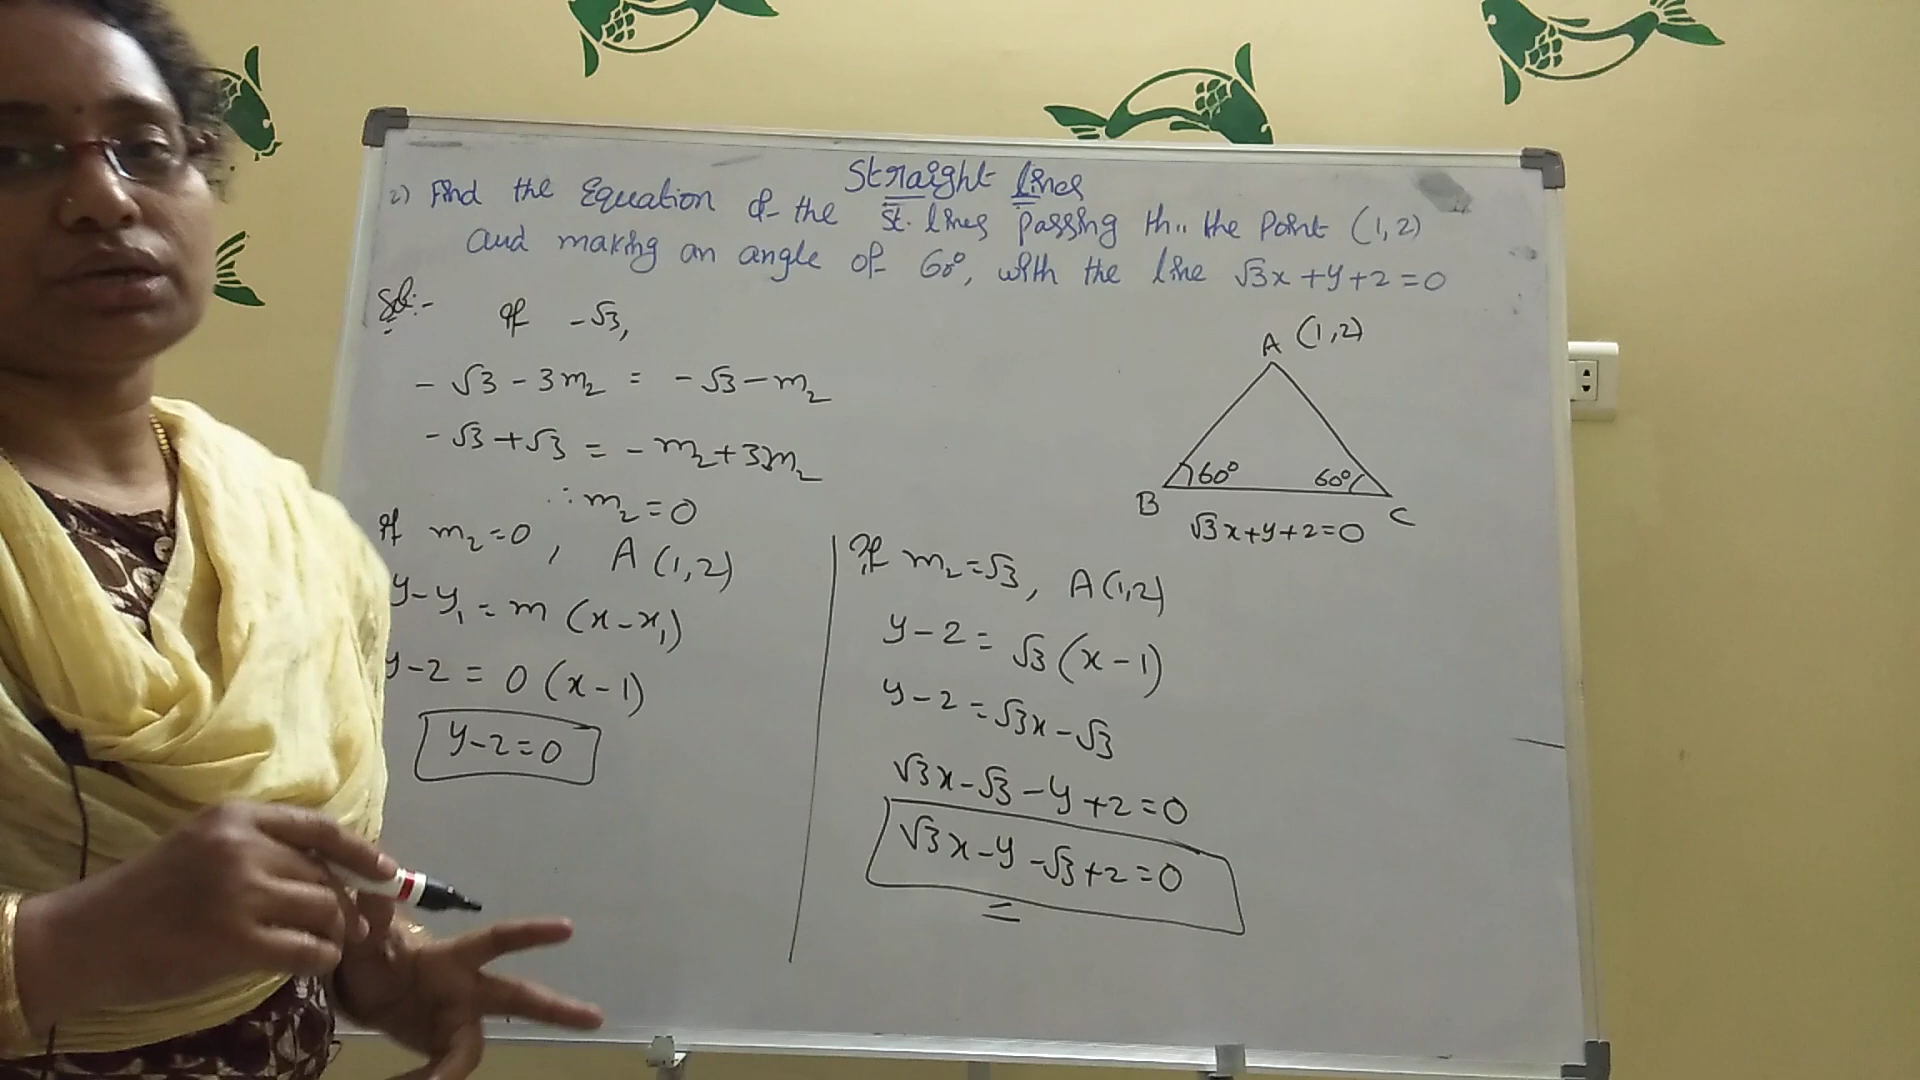 Straight lines
2) Find the Equation of the st. lines passing th.. the point (1,2)
and making an angle of 60°, with the line √3x+y+2=0
Sol:- If -√3,
-√3-3m₂ = -√3-m₂
-√3+√3 = -m₂+3m₂
∴ m₂=0
If m₂=0, A(1,2)
y-y₁ = m(x-x₁)
y-2 = 0(x-1)
y-2=0
A (1,2)
60° 60°
B C
√3x+y+2=0
If m₂=√3, A(1,2)
y-2 = √3(x-1)
y-2 = √3x-√3
√3x-√3-y+2=0
√3x-y-√3+2=0